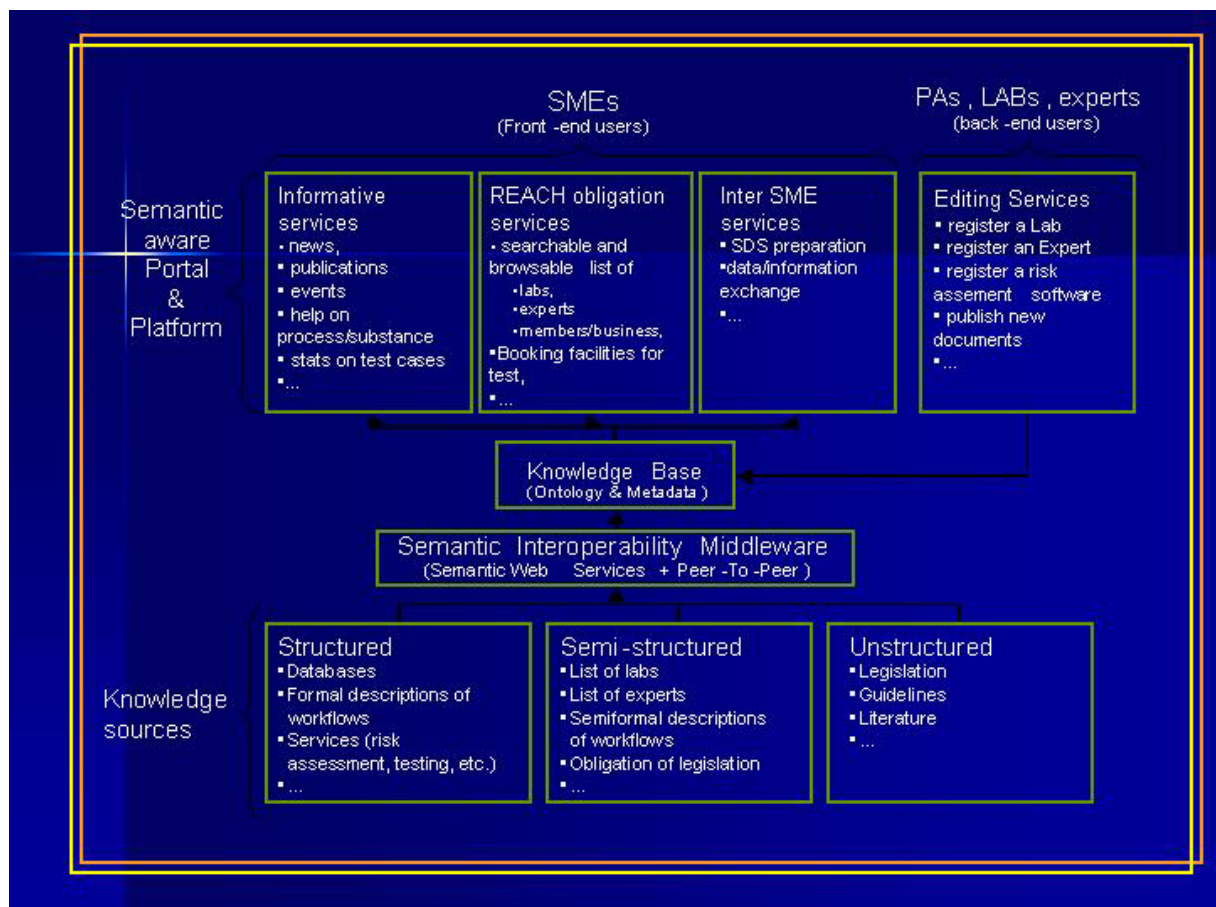 SMEs
(Front -end users)
PAs , LABs , experts
(back -end users)
Semantic
aware
Portal
&
Platform
Informative
services
▪ news,
▪ publications
▪ events
▪ help on
process/substance
▪ stats on test cases
▪...
REACH obligation
services
▪ searchable and
browsable list of
▪labs,
▪experts
▪members/business,
▪Booking facilities for
test,
▪...
Inter SME
services
▪ SDS preparation
▪data/information
exchange
▪...
Editing Services
▪ register a Lab
▪ register an Expert
▪ register a risk
assement software
▪ publish new
documents
▪...
Knowledge Base
(Ontology & Metadata )
Semantic Interoperability Middleware
(Semantic Web Services + Peer -To -Peer )
Knowledge
sources
Structured
▪Databases
▪Formal descriptions of
workflows
▪Services (risk
assessment, testing, etc.)
▪...
Semi-structured
▪List of labs
▪List of experts
▪Semiformal descriptions
of workflows
▪Obligation of legislation
▪...
Unstructured
▪Legislation
▪Guidelines
▪Literature
▪...